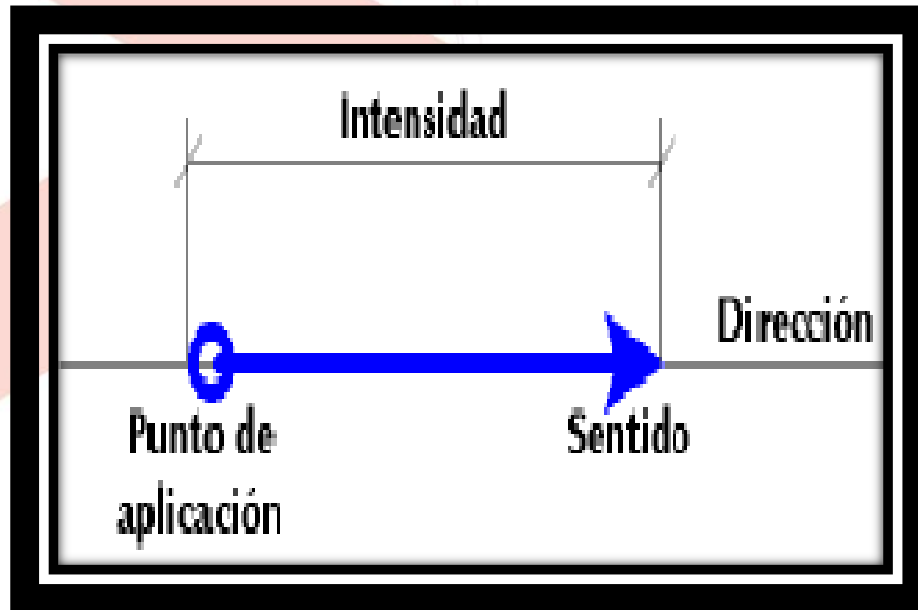 Intensidad
Dirección
Punto de
aplicación
Sentido